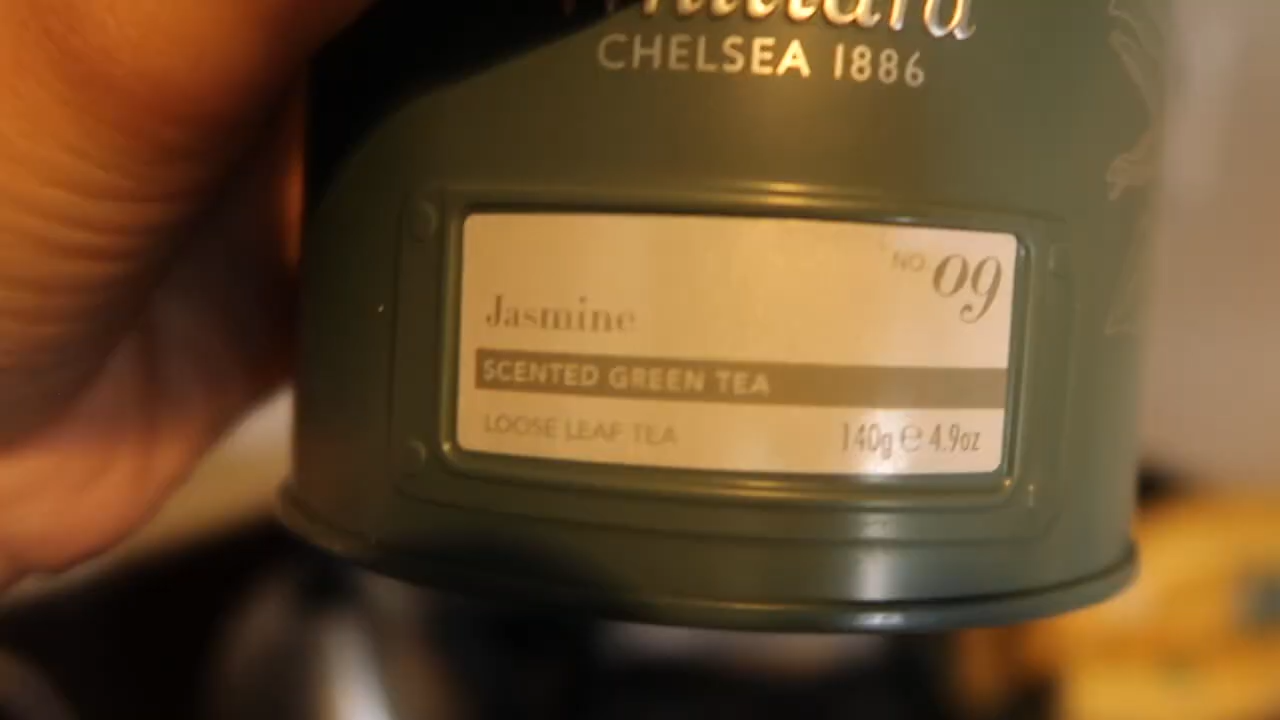 CHELSEA 1886
NO 09
Jasmine
SCENTED GREEN TEA
LOOSE LEAF TEA 140g ℮ 4.9oz